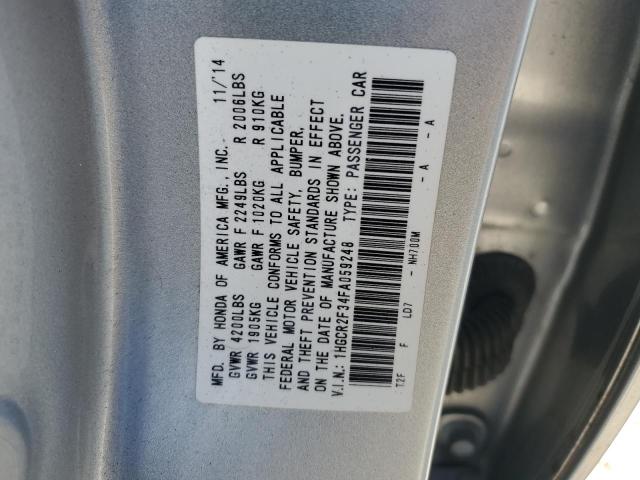 MFD. BY HONDA OF AMERICA MFG., INC. 11/'14
GVWR 4200LBS GAWR F 2249LBS R 2006LBS
GVWR 1905KG GAWR F 1020KG R 910KG
THIS VEHICLE CONFORMS TO ALL APPLICABLE
FEDERAL MOTOR VEHICLE SAFETY, BUMPER,
AND THEFT PREVENTION STANDARDS IN EFFECT
ON THE DATE OF MANUFACTURE SHOWN ABOVE.
V.I.N.: 1HGCR2F34FA059248 TYPE: PASSENGER CAR
T2F F LD7 - NH700M - A - A